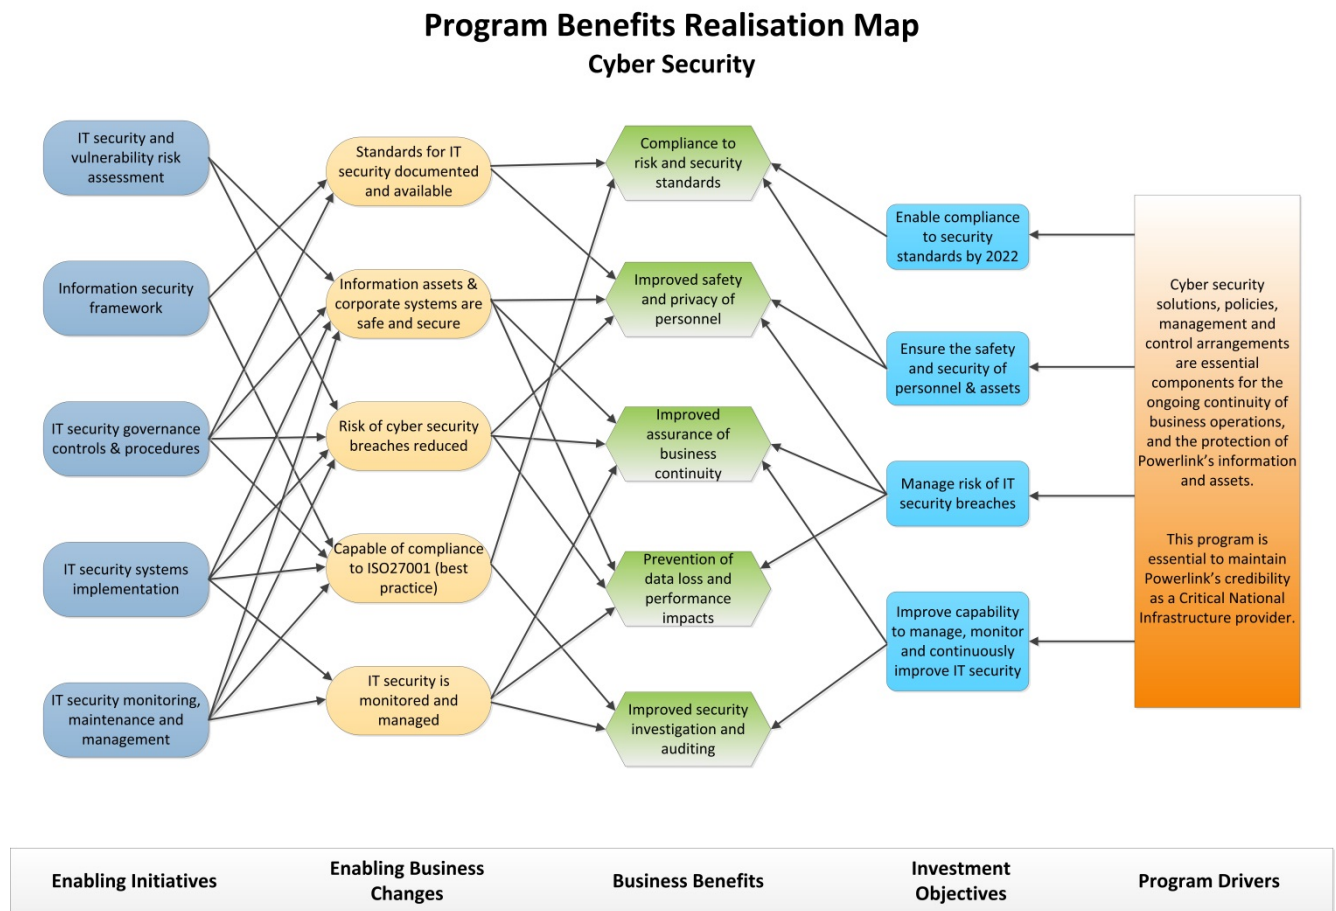 Program Benefits Realisation Map
Cyber Security
IT security and
vulnerability risk
assessment
Information security
framework
IT security governance
controls & procedures
IT security systems
implementation
IT security monitoring,
maintenance and
management
Standards for IT
security documented
and available
Information assets &
corporate systems are
safe and secure
Risk of cyber security
breaches reduced
Capable of compliance
to ISO27001 (best
practice)
IT security is
monitored and
managed
Compliance to
risk and security
standards
Improved safety
and privacy of
personnel
Improved
assurance of
business
continuity
Prevention of
data loss and
performance
impacts
Improved security
investigation and
auditing
Enable compliance
to security
standards by 2022
Ensure the safety
and security of
personnel & assets
Manage risk of IT
security breaches
Improve capability
to manage, monitor
and continuously
improve IT security
Cyber security
solutions, policies,
management and
control arrangements
are essential
components for the
ongoing continuity of
business operations,
and the protection of
Powerlink's information
and assets.
This program is
essential to maintain
Powerlink's credibility
as a Critical National
Infrastructure provider.
Enabling Initiatives
Enabling Business
Changes
Business Benefits
Investment
Objectives
Program Drivers